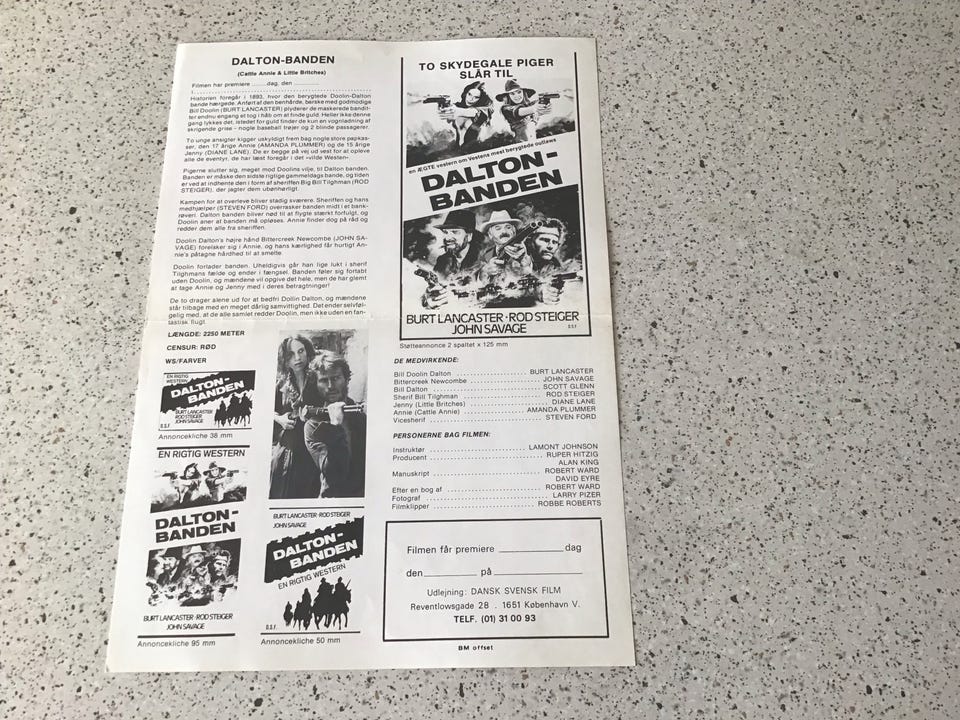 DALTON-BANDEN
(Cattle Annie & Little Britches)
Filmen har premiere ......dag, den ............
i
Historien foregår i 1893, hvor den berygtede Doolin-Dalton
bande hærgede. Anført af den benhårde, barske med godmodige
Bill Doolin (BURT LANCASTER) plyderer de maskerede bandit-
ter endnu engang et tog i håb om at finde guld. Heller ikke denne
gang lykkes det, istedet for guld finder de kun en vognladning af
skrigende grise - nogle baseball trøjer og 2 blinde passagerer.
To unge ansigter kigger uskyldigt frem bag nogle store papkas-
ser, den 17 årige Annie (AMANDA PLUMMER) og de 15 årige
Jenny (DIANE LANE). De er begge på vej ud vest for at opleve
alle de eventyr, de har læst foregår i det »vilde Westen«.
Pigerne slutter sig, meget mod Doolins vilje, til Dalton banden.
Banden er måske den sidste rigtige gammeldags bande, og tiden
er ved at indhente den i form af sheriffen Big Bill Tilghman (ROD
STEIGER), der jagter dem ubønhørligt.
Kampen for at overleve bliver stadig sværere. Sheriffen og hans
medhjælper (STEVEN FORD) overrasker banden midt i et bank-
røveri. Dalton banden bliver nød til at flygte stærkt forfulgt, og
Doolin aner at banden må opløses. Annie finder dog på råd og
redder dem alle fra sheriffen.
Doolin Dalton's højre hånd Bittercreek Newcombe (JOHN SA-
VAGE) forelsker sig i Annie, og hans kærlighed får hurtigt An-
nie's påtagne hårdhed til at smelte.
Doolin forlader banden. Uheldigvis går han lige lukt i sherif
Tilghmans fælde og ender i fængsel. Banden føler sig fortabt
uden Doolin, og mændene vil opgive det hele, men de har glemt
at tage Annie og Jenny med i deres betragtninger!
De to drager alene ud for at bedfri Dollin Dalton, og mændene
står tilbage med en meget dårlig samvittighed. Det ender selvføl-
gelig med, at de alle samlet redder Doolin, men ikke uden en fan-
tastisk flugt.
LÆNGDE: 2250 METER
CENSUR: RØD
WS/FARVER
EN RIGTIG
WESTERN
DALTON-
BANDEN
BURT LANCASTER
ROD STEIGER
JOHN SAVAGE
D.S.F.
Annoncekliche 38 mm
EN RIGTIG WESTERN
DALTON-
BANDEN
BURT LANCASTER · ROD STEIGER
JOHN SAVAGE
Annoncekliche 95 mm
BURT LANCASTER · ROD STEIGER
JOHN SAVAGE
DALTON-
BANDEN
EN RIGTIG WESTERN
D.S.F.
Annoncekliche 50 mm
TO SKYDEGALE PIGER
SLÅR TIL
en ÆGTE western om Vestens mest berygtede outlaws
DALTON-
BANDEN
BURT LANCASTER · ROD STEIGER
JOHN SAVAGE
D.S.F.
Støtteannonce 2 spaltet x 125 mm
DE MEDVIRKENDE:
Bill Doolin Dalton .................... BURT LANCASTER
Bittercreek Newcombe .................... JOHN SAVAGE
Bill Dalton .................... SCOTT GLENN
Sherif Bill Tilghman .................... ROD STEIGER
Jenny (Little Britches) .................... DIANE LANE
Annie (Cattle Annie) .................... AMANDA PLUMMER
Vicesherif .................... STEVEN FORD
PERSONERNE BAG FILMEN:
Instruktør .................... LAMONT JOHNSON
Producent .................... RUPER HITZIG
ALAN KING
Manuskript .................... ROBERT WARD
DAVID EYRE
Efter en bog af .................... ROBERT WARD
Fotograf .................... LARRY PIZER
Filmklipper .................... ROBBE ROBERTS
Filmen får premiere ____________dag
den__________ på ____________________
Udlejning: DANSK SVENSK FILM
Reventlowsgade 28 . 1651 København V.
TELF. (01) 31 00 93
BM offset